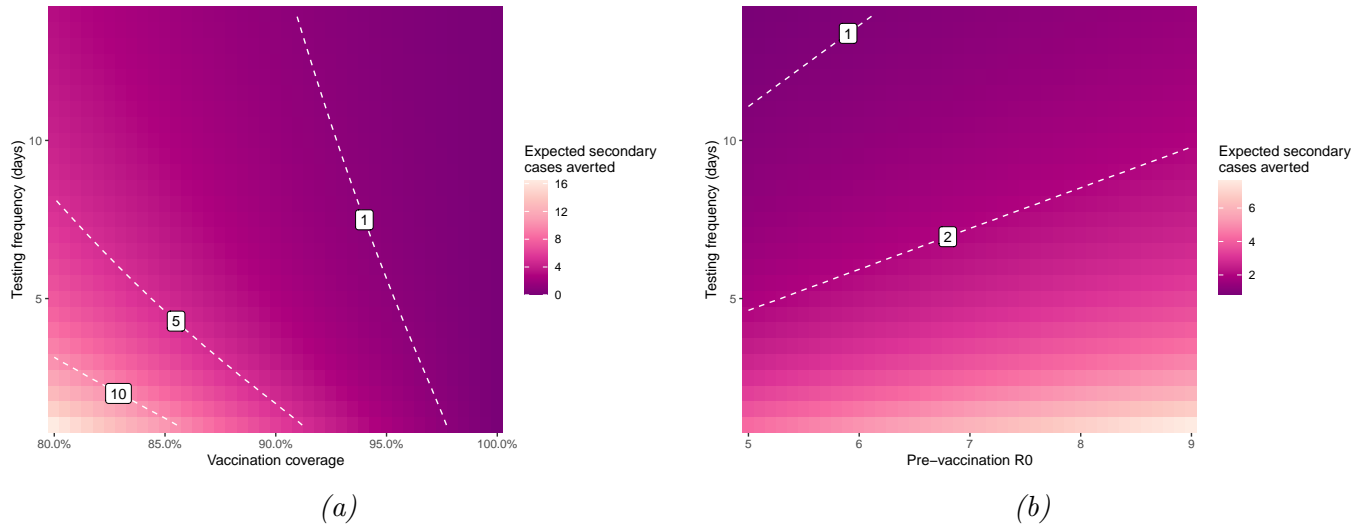 Testing frequency (days)
10
5
1
5
10
80.0%
85.0%
90.0%
95.0%
100.0%
Vaccination coverage
Expected secondary
cases averted
16
12
8
4
0
(a)
Testing frequency (days)
10
5
1
2
5
6
7
8
9
Pre−vaccination R0
Expected secondary
cases averted
6
4
2
(b)